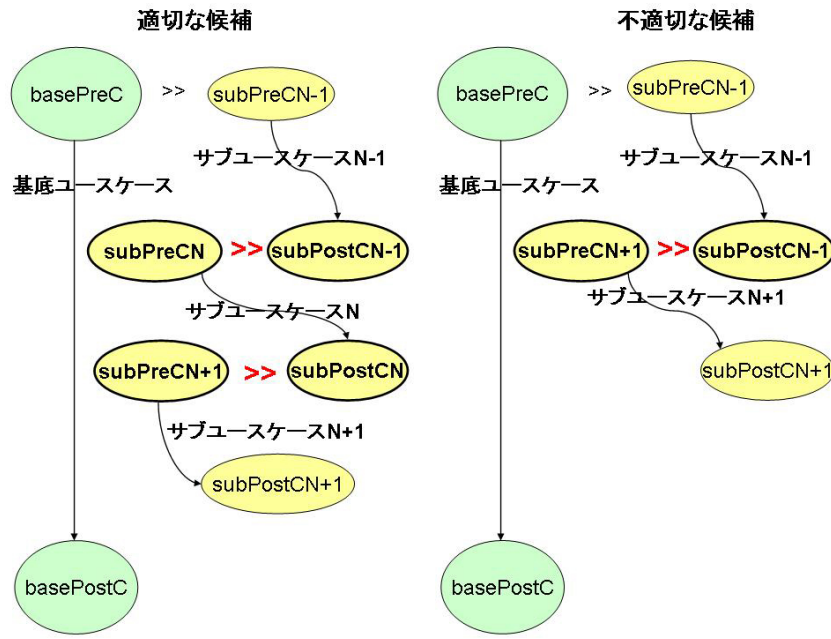 適切な候補
basePreC >> subPreCN-1
サブユースケースN-1
基底ユースケース
subPreCN >> subPostCN-1
サブユースケースN
subPreCN+1 >> subPostCN
サブユースケースN+1
subPostCN+1
basePostC
不適切な候補
basePreC >> subPreCN-1
サブユースケースN-1
基底ユースケース
subPreCN+1 >> subPostCN-1
サブユースケースN+1
subPostCN+1
basePostC